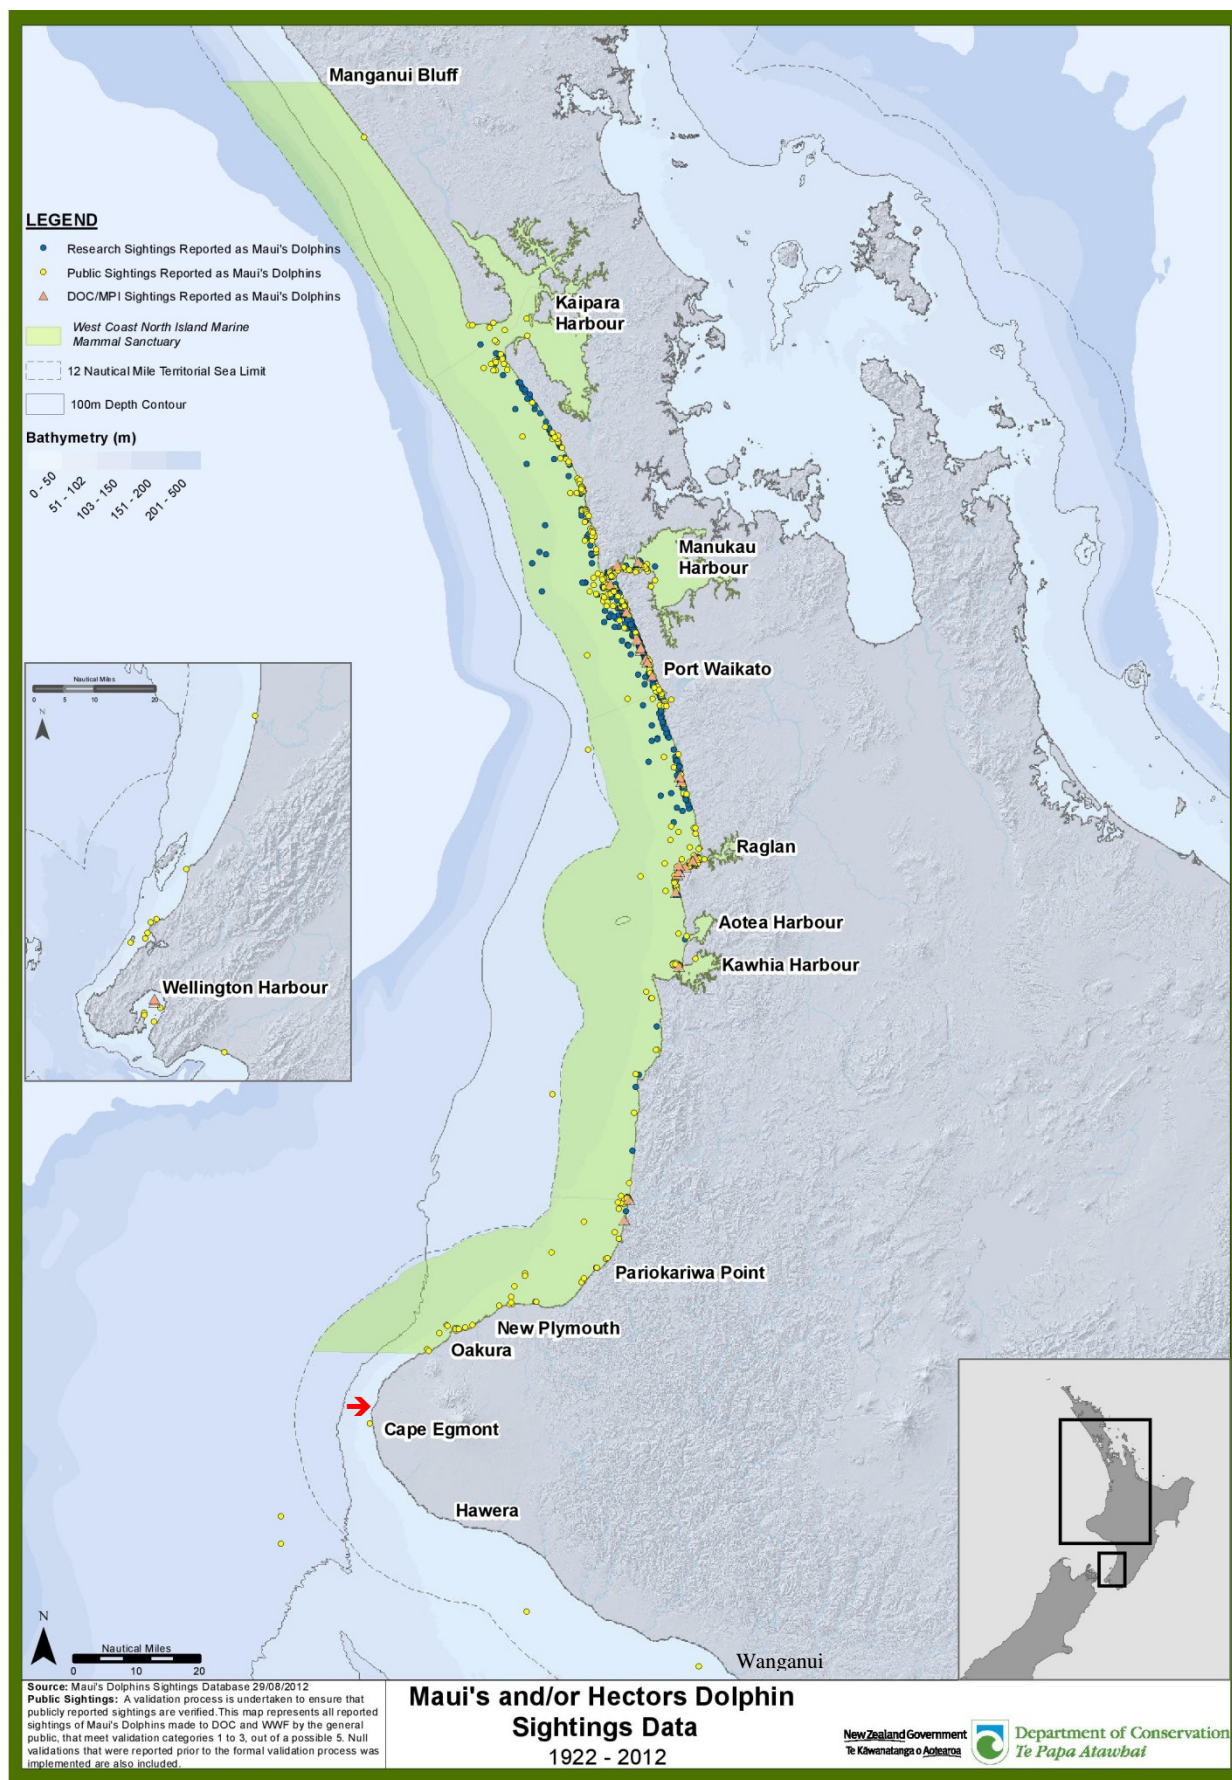 Manganui Bluff
LEGEND
Research Sightings Reported as Maui's Dolphins
Public Sightings Reported as Maui's Dolphins
DOC/MPI Sightings Reported as Maui's Dolphins
West Coast North Island Marine
Mammal Sanctuary
12 Nautical Mile Territorial Sea Limit
100m Depth Contour
Bathymetry (m)
0 - 50
51 - 102
103 - 150
151 - 200
201 - 500
Kaipara
Harbour
Manukau
Harbour
Port Waikato
Nautical Miles
0 5 10 20
N
Wellington Harbour
Raglan
Aotea Harbour
Kawhia Harbour
Pariokariwa Point
New Plymouth
Oakura
Cape Egmont
Hawera
Wanganui
N
Nautical Miles
0 10 20
Source: Maui's Dolphins Sightings Database 29/08/2012
Public Sightings: A validation process is undertaken to ensure that
publicly reported sightings are verified.This map represents all reported
sightings of Maui's Dolphins made to DOC and WWF by the general
public, that meet validation categories 1 to 3, out of a possible 5. Null
validations that were reported prior to the formal validation process was
implemented are also included.
Maui's and/or Hectors Dolphin
Sightings Data
1922 - 2012
New Zealand Government
Te Kāwanatanga o Aotearoa
Department of Conservation
Te Papa Atawhai